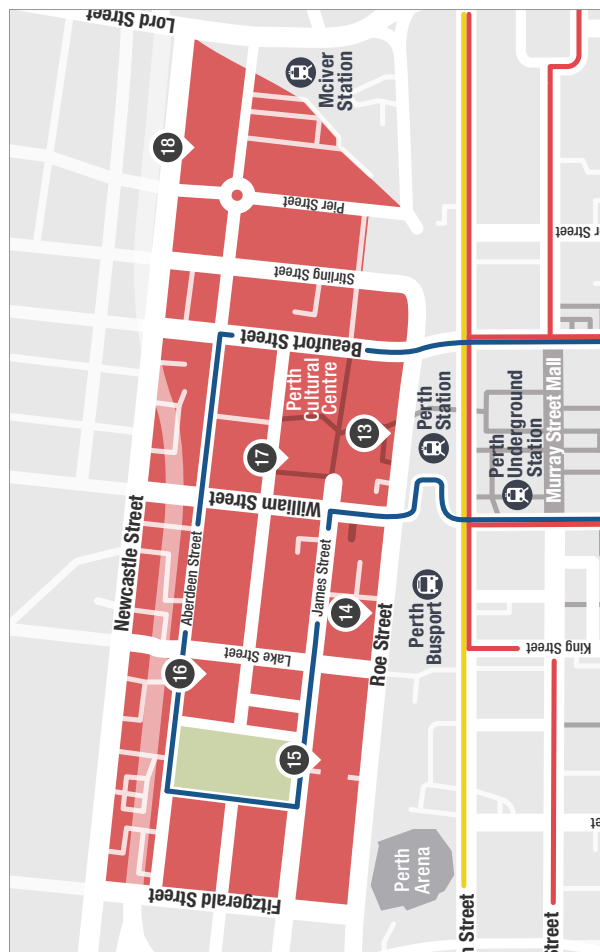 Lord Street
Mciver
Station
18
Pier Street
r Street
Stirling Street
Beaufort Street
Perth
Cultural
Centre
13
Perth
Station
Perth
Underground
Station
Murray Street Mall
17
William Street
Newcastle Street
Aberdeen Street
James Street
14
Perth
Busport
Roe Street
King Street
Lake Street
16
15
Perth
Arena
Fitzgerald Street
n Street
Street
et